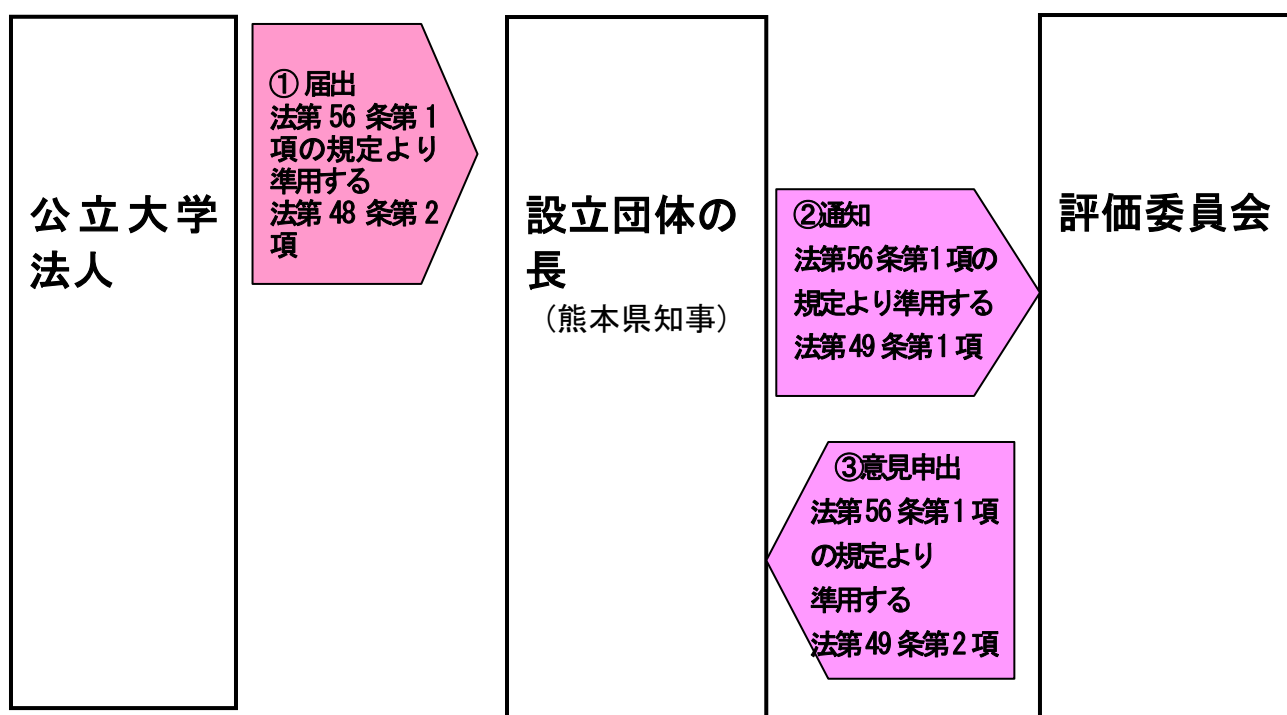 公立大学
法人
① 届出
法第 56 条第 1
項の規定より
準用する
法第 48 条第 2
項
設立団体の
長
（熊本県知事）
②通知
法第56条第1項の
規定より準用する
法第49条第1項
③意見申出
法第56条第1項
の規定より
準用する
法第49条第2項
評価委員会